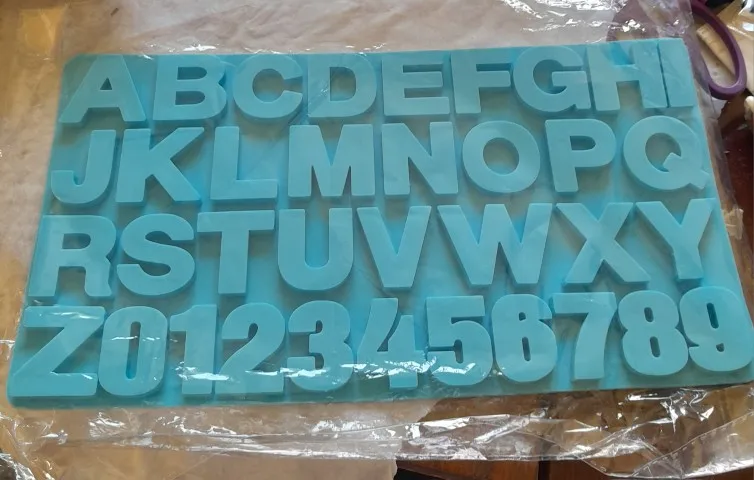 ABCDEFGHI
JKLMNOPQ
RSTUVWXY
Z0123456789